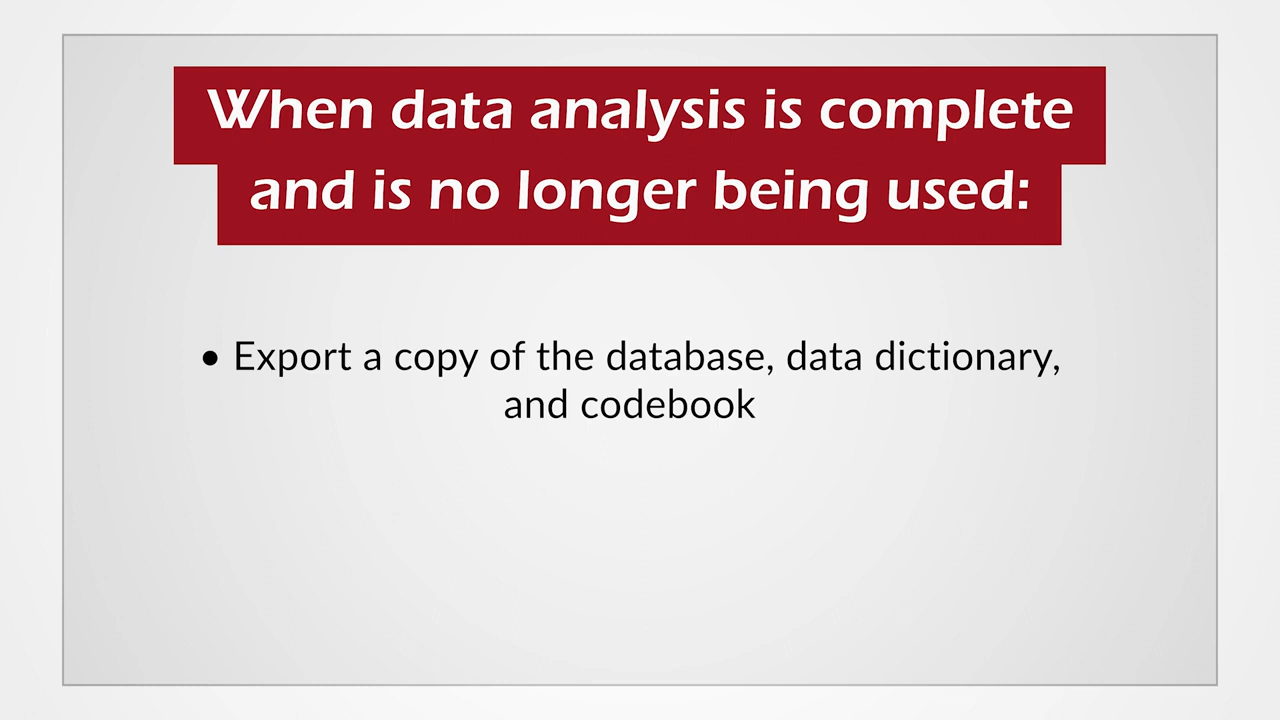 When data analysis is complete
and is no longer being used:
• Export a copy of the database, data dictionary,
and codebook